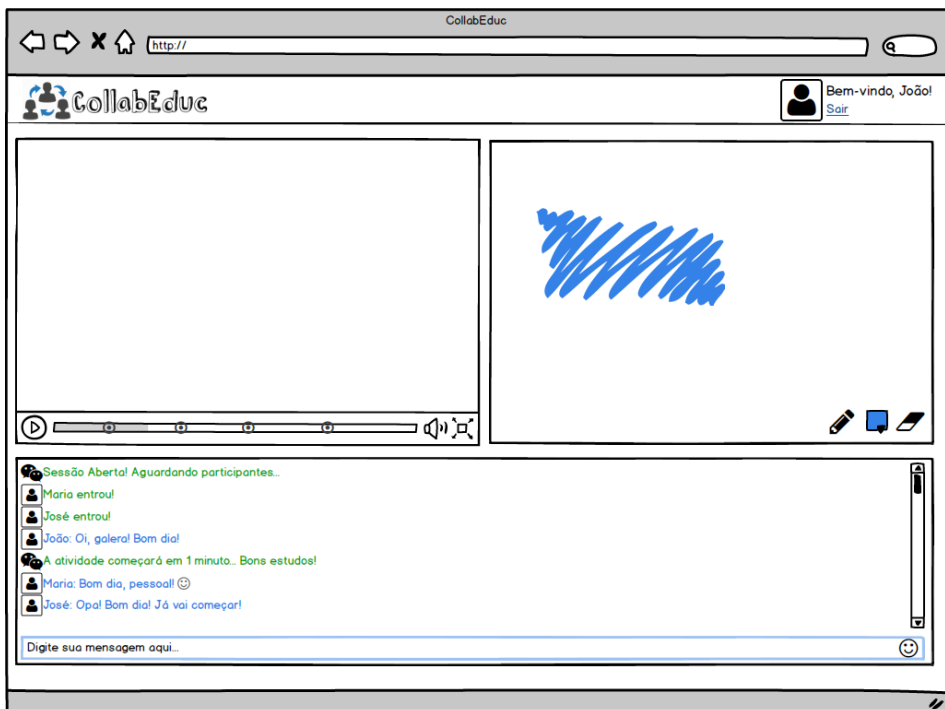 CollabEduc
http://
CollabEduc
Bem-vindo, João!
Sair
Sessão Aberta! Aguardando participantes...
Maria entrou!
José entrou!
João: Oi, galera! Bom dia!
A atividade começará em 1 minuto... Bons estudos!
Maria: Bom dia, pessoal!
José: Opa! Bom dia! Já vai começar!
Digite sua mensagem aqui...